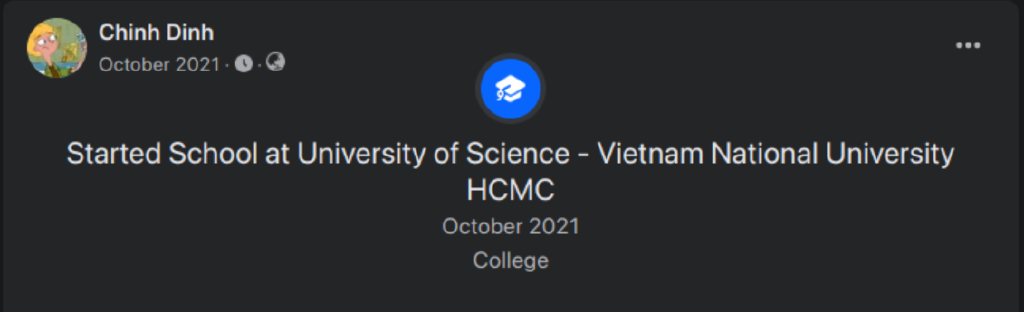 Chinh Dinh
October 2021 · ·
Started School at University of Science - Vietnam National University
HCMC
October 2021
College